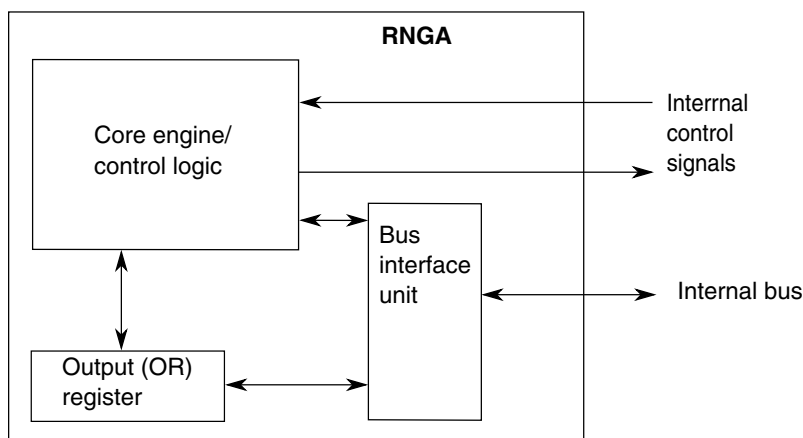 RNGA
Core engine/
control logic
Interrnal
control
signals
Bus
interface
unit
Internal bus
Output (OR)
register